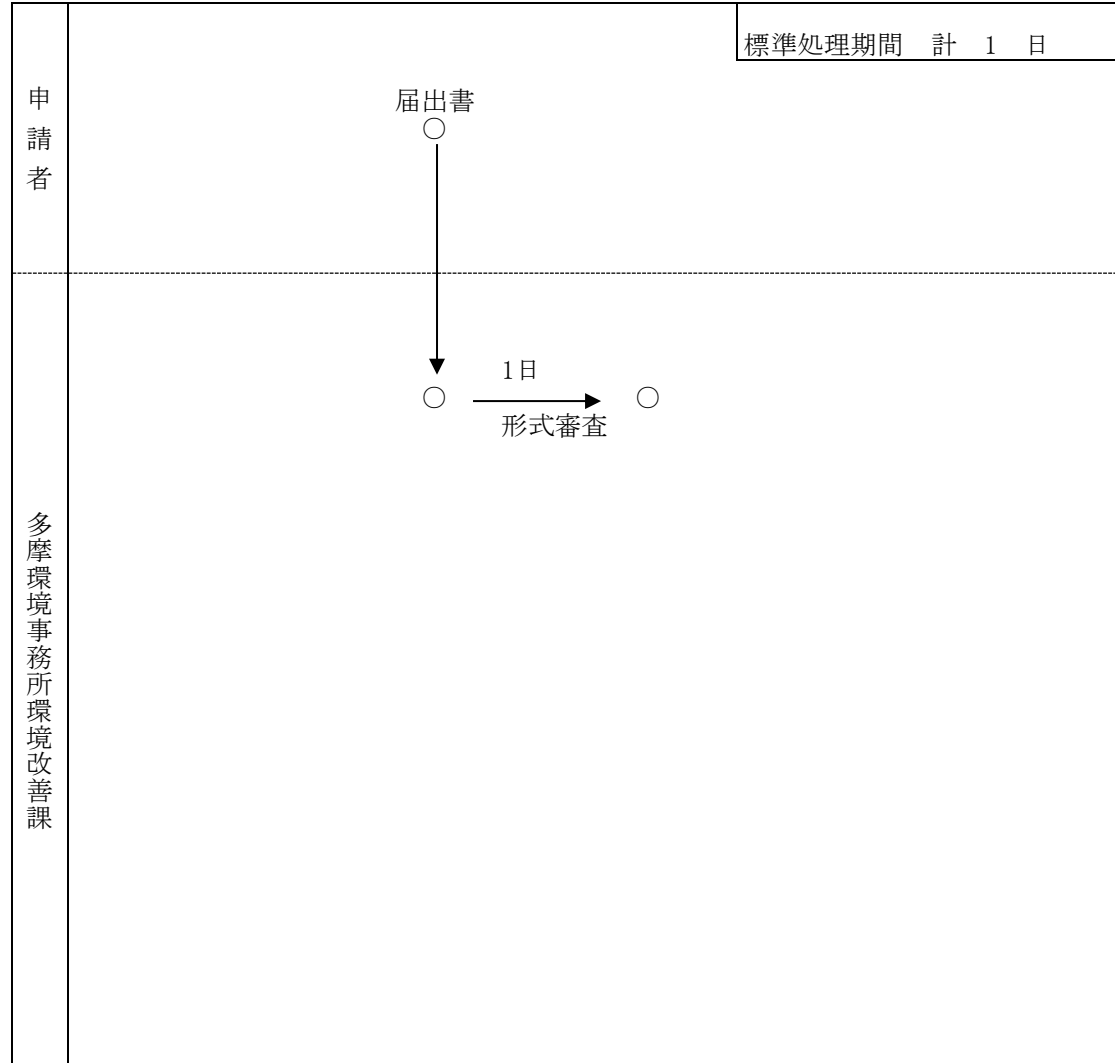 標準処理期間 計 1 日
申請者
届出書
○
1日
○ ○
形式審査
多摩環境事務所環境改善課